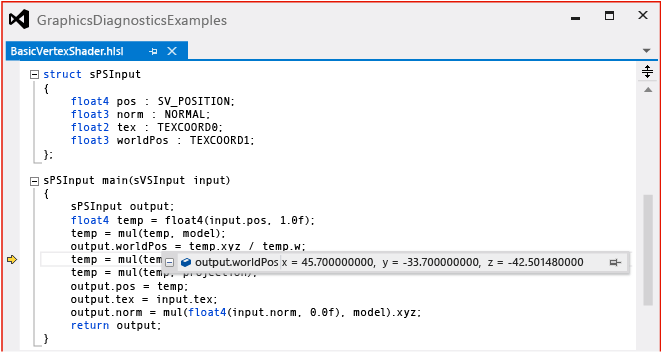 GraphicsDiagnosticsExamples
BasicVertexShader.hlsl
struct sPSInput
{
float4 pos : SV_POSITION;
float3 norm : NORMAL;
float2 tex : TEXCOORD0;
float3 worldPos : TEXCOORD1;
};
sPSInput main(sVSInput input)
{
sPSInput output;
float4 temp = float4(input.pos, 1.0f);
temp = mul(temp, model);
output.worldPos = temp.xyz / temp.w;
temp = mul(tem
output.worldPos x = 45.700000000, y = -33.700000000, z = -42.501480000
temp = mul(temp, projection);
output.pos = temp;
output.tex = input.tex;
output.norm = mul(float4(input.norm, 0.0f), model).xyz;
return output;
}